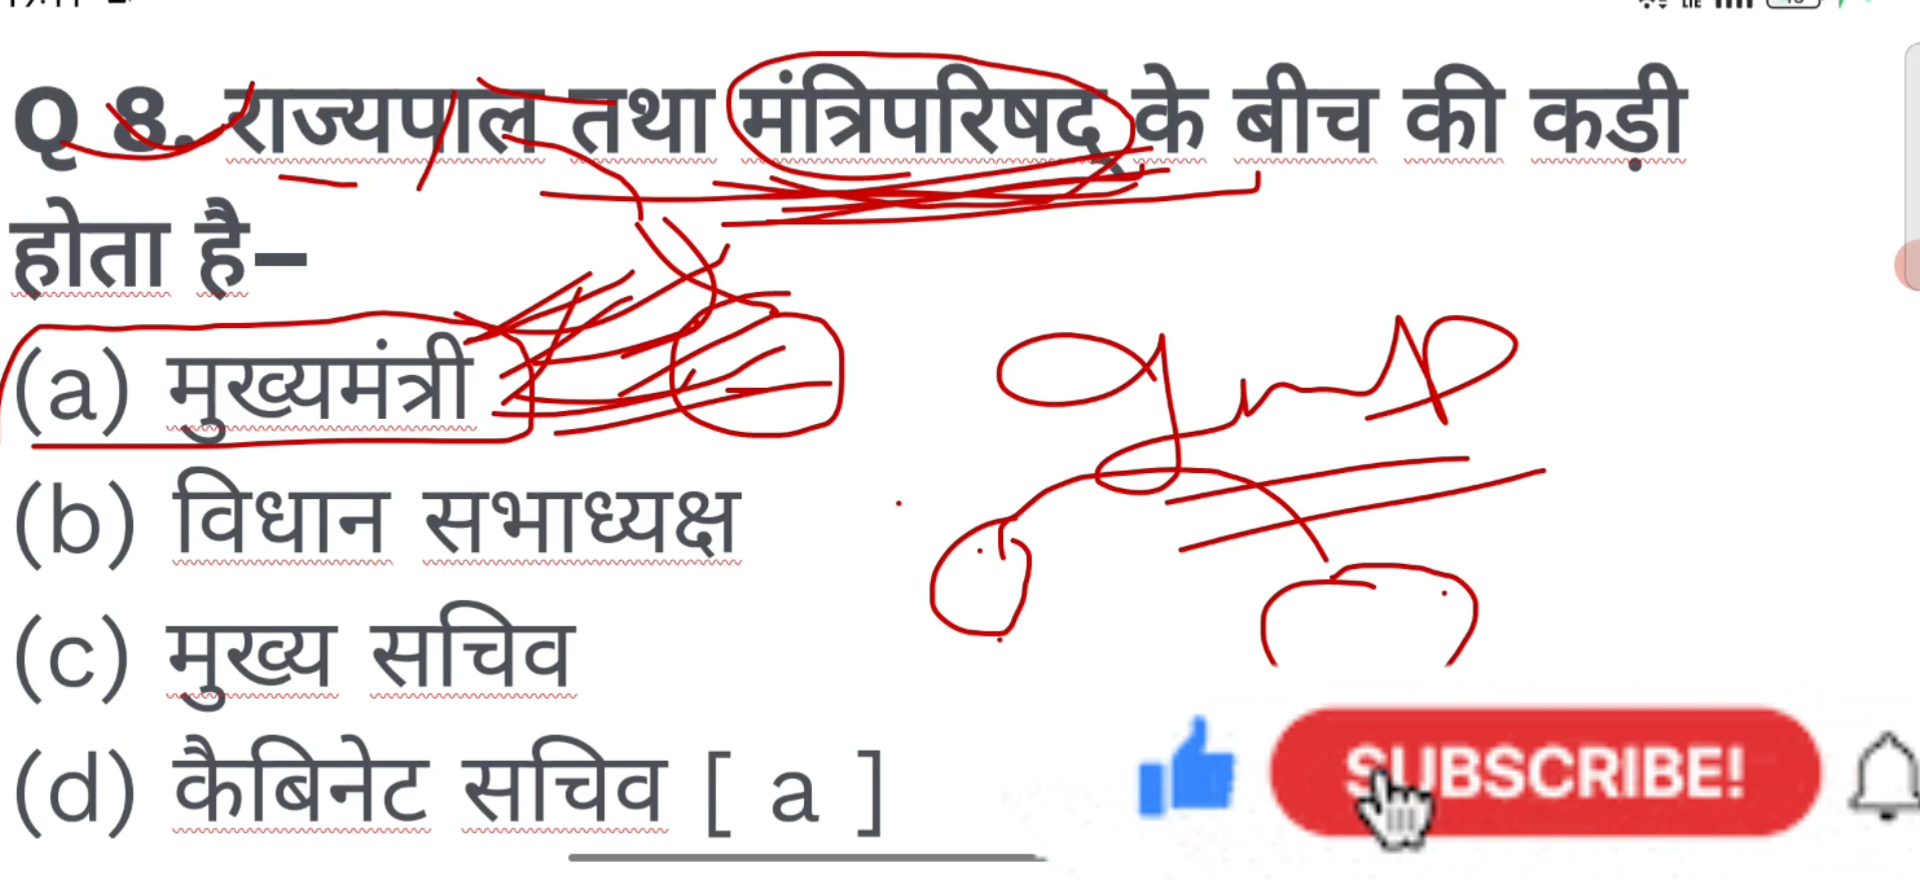 Q 8. राज्यपाल तथा मंत्रिपरिषद् के बीच की कड़ी
होता है–
(a) मुख्यमंत्री
(b) विधान सभाध्यक्ष
(c) मुख्य सचिव
(d) कैबिनेट सचिव [ a ]
SUBSCRIBE!